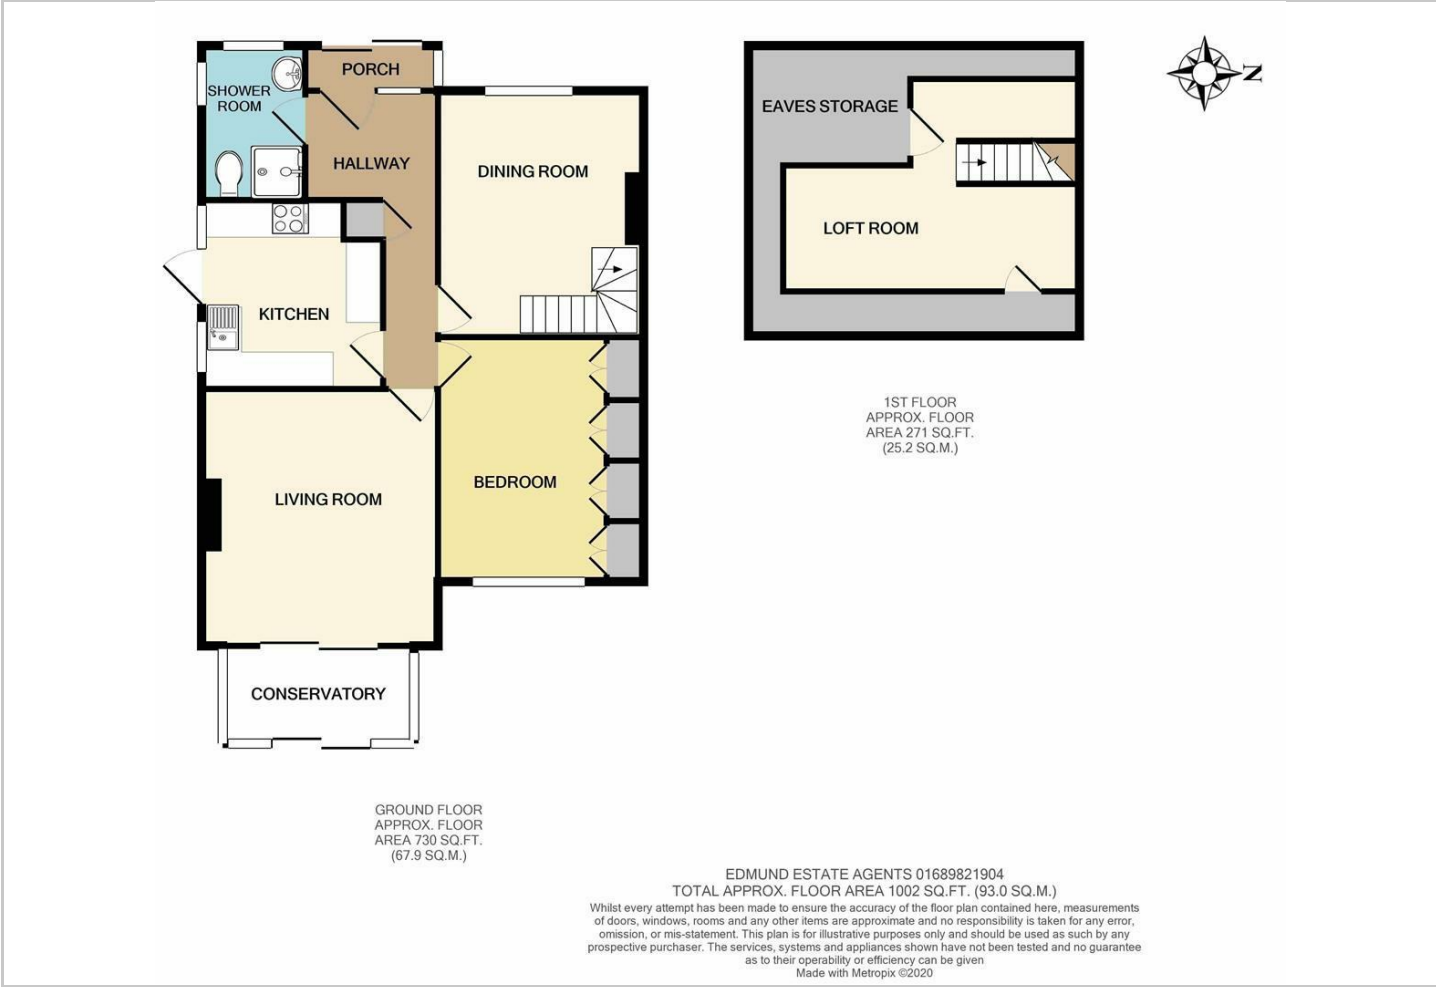 PORCH
SHOWER
ROOM
HALLWAY
DINING ROOM
KITCHEN
LIVING ROOM
BEDROOM
CONSERVATORY
GROUND FLOOR
APPROX. FLOOR
AREA 730 SQ.FT.
(67.9 SQ.M.)
EAVES STORAGE
LOFT ROOM
1ST FLOOR
APPROX. FLOOR
AREA 271 SQ.FT.
(25.2 SQ.M.)
N
EDMUND ESTATE AGENTS 01689821904
TOTAL APPROX. FLOOR AREA 1002 SQ.FT. (93.0 SQ.M.)
Whilst every attempt has been made to ensure the accuracy of the floor plan contained here, measurements
of doors, windows, rooms and any other items are approximate and no responsibility is taken for any error,
omission, or mis-statement. This plan is for illustrative purposes only and should be used as such by any
prospective purchaser. The services, systems and appliances shown have not been tested and no guarantee
as to their operability or efficiency can be given
Made with Metropix ©2020